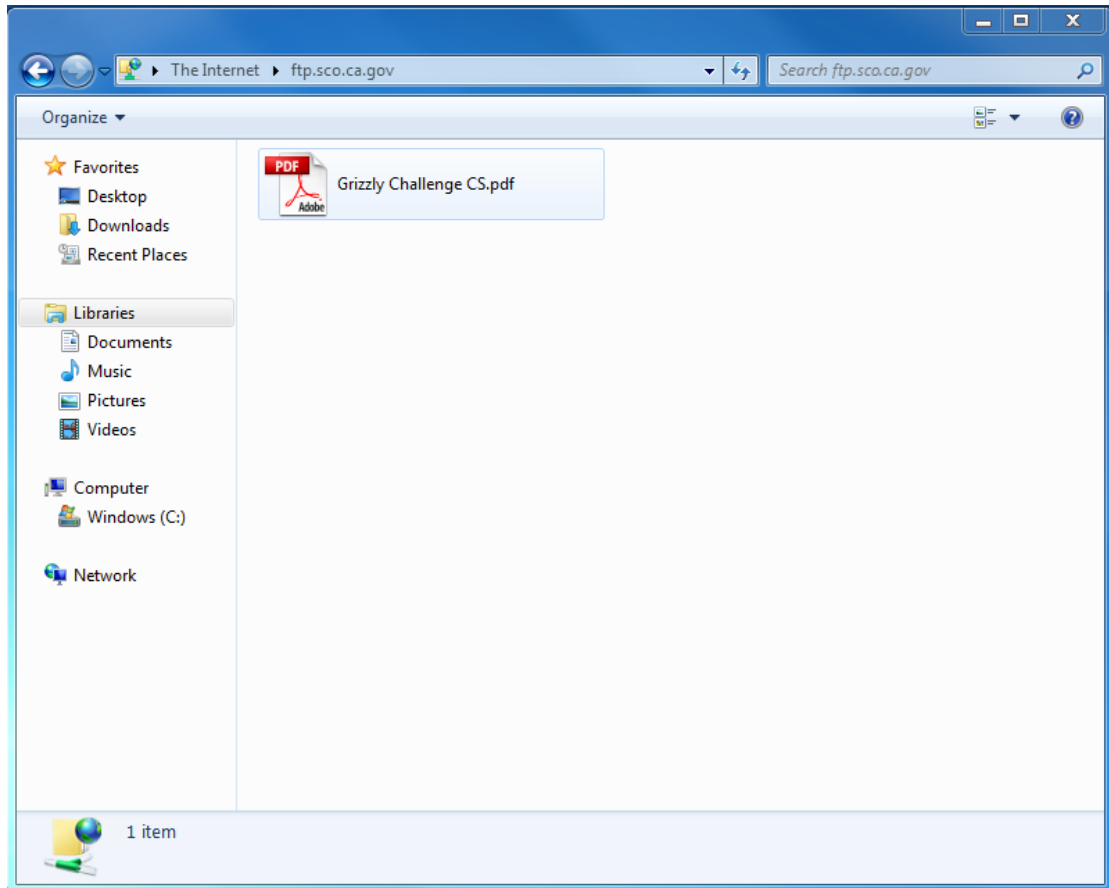 The Internet ftp.sco.ca.gov
Search ftp.sco.ca.gov
Organize
Favorites
Desktop
Downloads
Recent Places
Libraries
Documents
Music
Pictures
Videos
Computer
Windows (C:)
Network
PDF
Adobe
Grizzly Challenge CS.pdf
1 item